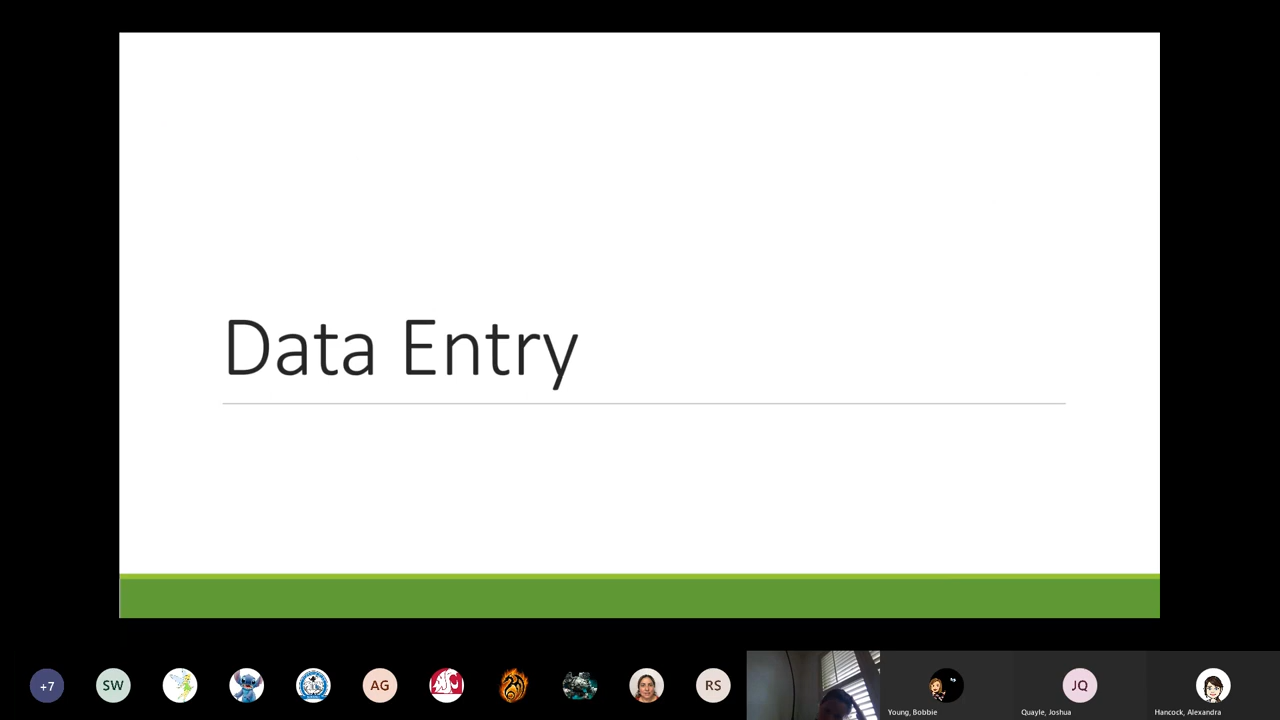 Data Entry
+7
SW
AG
RS
JQ
Young, Bobbie
Quayle, Joshua
Hancock, Alexandra